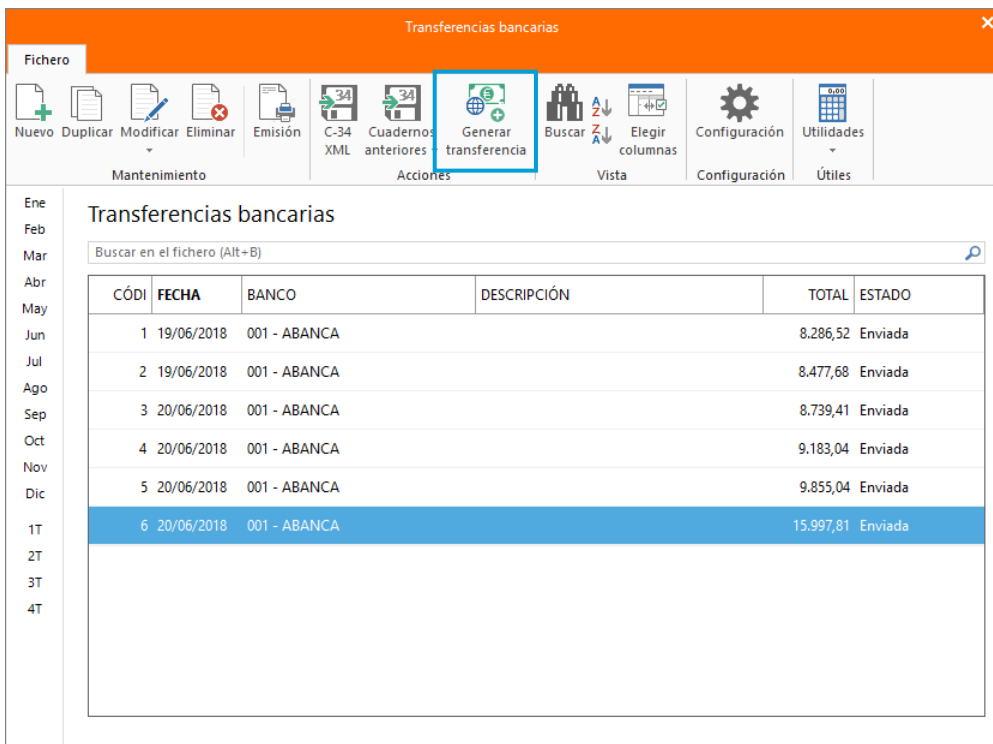 Transferencias bancarias
Fichero
Nuevo Duplicar Modificar Eliminar Emisión C-34 XML Cuadernos anteriores Generar transferencia Buscar Elegir columnas Configuración Utilidades
34 34 € A Z Z A 0,00
Mantenimiento Acciones Vista Configuración Útiles
Ene
Feb
Mar
Abr
May
Jun
Jul
Ago
Sep
Oct
Nov
Dic
1T
2T
3T
4T
Transferencias bancarias
Buscar en el fichero (Alt+B)
CÓDI FECHA BANCO DESCRIPCIÓN TOTAL ESTADO
1 19/06/2018 001 - ABANCA 8.286,52 Enviada
2 19/06/2018 001 - ABANCA 8.477,68 Enviada
3 20/06/2018 001 - ABANCA 8.739,41 Enviada
4 20/06/2018 001 - ABANCA 9.183,04 Enviada
5 20/06/2018 001 - ABANCA 9.855,04 Enviada
6 20/06/2018 001 - ABANCA 15.997,81 Enviada